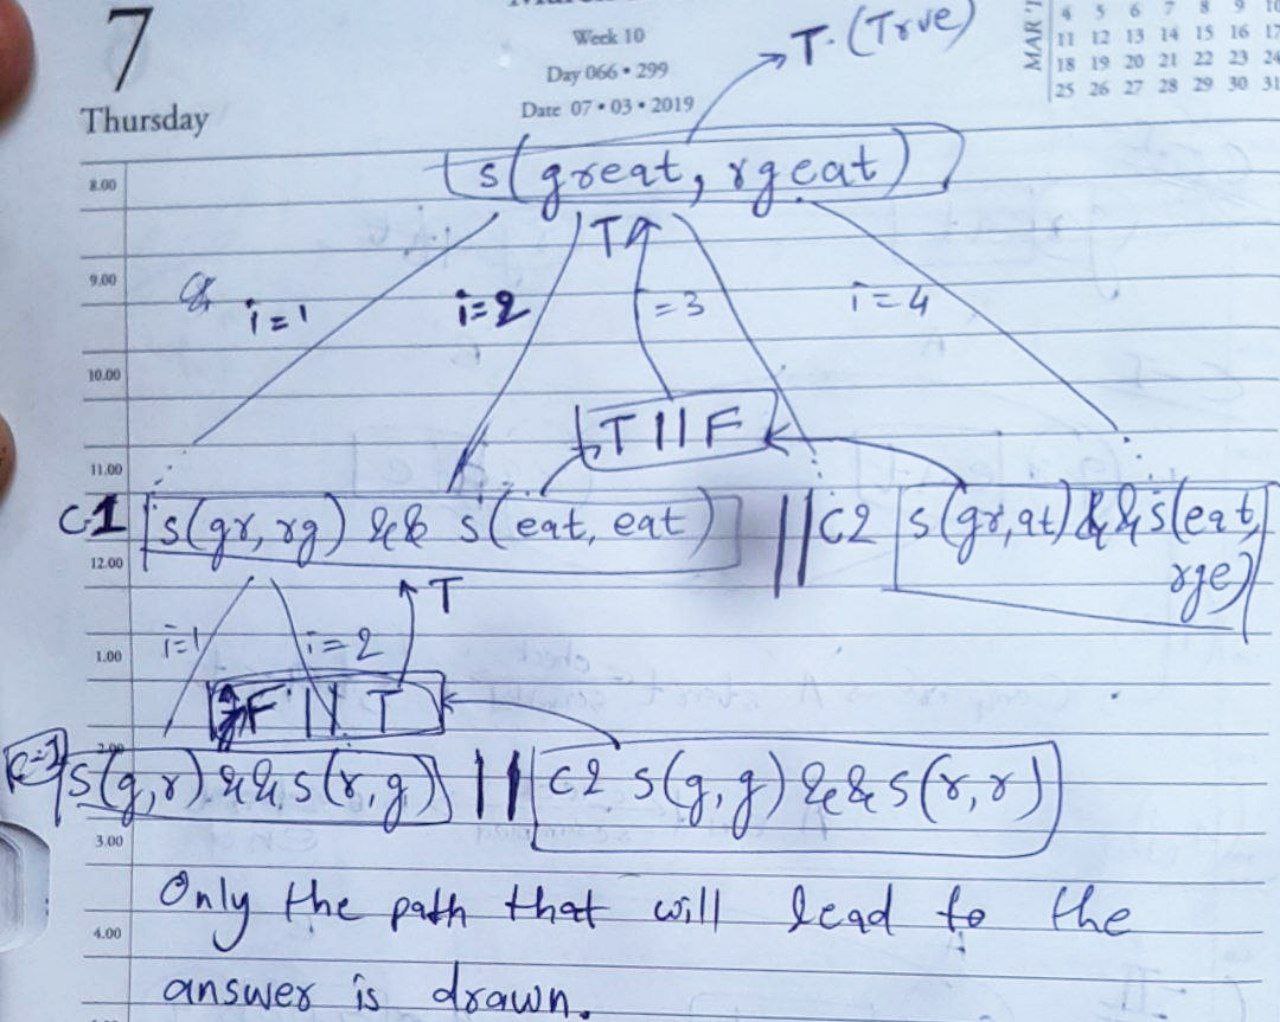 7
Thursday
Week 10
Day 066 • 299
Date 07 • 03 • 2019
T. (True)
MAR '1
4 5 6 7 8 9 10
11 12 13 14 15 16 17
18 19 20 21 22 23 24
25 26 27 28 29 30 31
8.00
s(great, rgeat)
T
9.00
& i=1 i=2 =3 i=4
10.00
T || F
11.00
C-1 s(gr, rg) && s(eat, eat) || C2 s(gr, at) && s(eat,
rge)
12.00
T
1.00
i=1 i=2
F || T
2.00
C-1 s(g,r) && s(r,g) || C2 s(g,g) && s(r,r)
3.00
Only the path that will lead to the
4.00
answer is drawn.